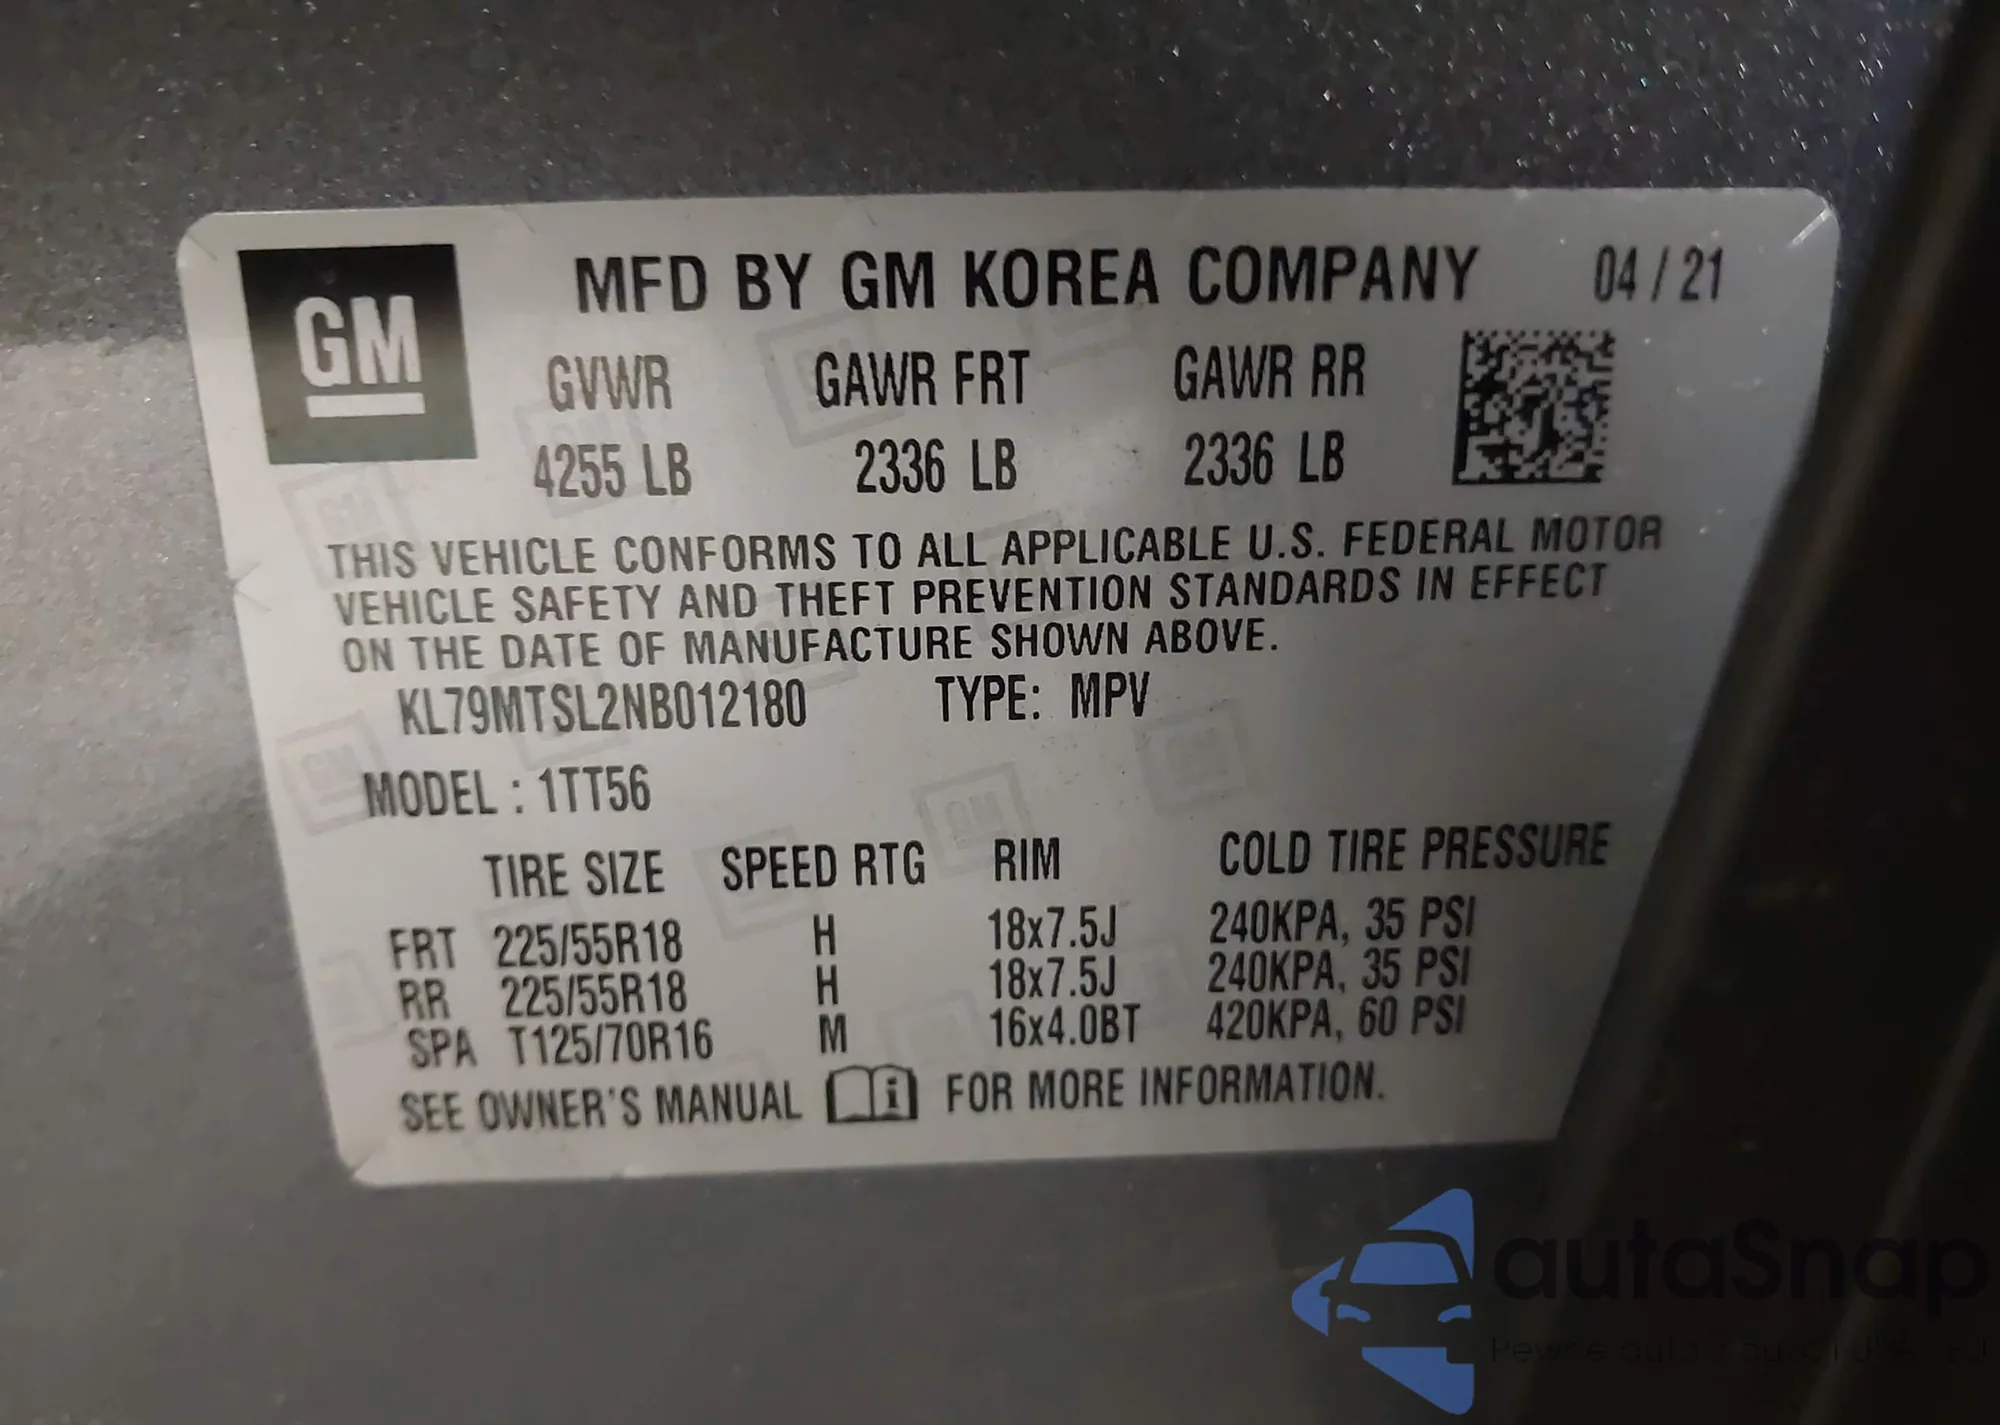 GM
MFD BY GM KOREA COMPANY 04 / 21
GVWR GAWR FRT GAWR RR
4255 LB 2336 LB 2336 LB
THIS VEHICLE CONFORMS TO ALL APPLICABLE U.S. FEDERAL MOTOR
VEHICLE SAFETY AND THEFT PREVENTION STANDARDS IN EFFECT
ON THE DATE OF MANUFACTURE SHOWN ABOVE.
KL79MTSL2NB012180 TYPE: MPV
MODEL : 1TT56
TIRE SIZE SPEED RTG RIM COLD TIRE PRESSURE
FRT 225/55R18 H 18x7.5J 240KPA, 35 PSI
RR 225/55R18 H 18x7.5J 240KPA, 35 PSI
SPA T125/70R16 M 16x4.0BT 420KPA, 60 PSI
SEE OWNER'S MANUAL i FOR MORE INFORMATION.
autaSnap